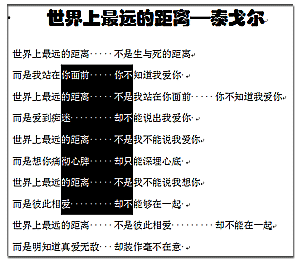 世界上最远的距离—泰戈尔
世界上最远的距离·····不是生与死的距离
而是我站在你面前·····你不知道我爱你
世界上最远的距离·····不是我站在你面前·····你不知道我爱你
而是爱到痴迷·········却不能说出我爱你
世界上最远的距离·····不是我不能说我爱你
而是想你痛彻心脾·····却只能深埋心底
世界上最远的距离·····不是我不能说我想你
而是彼此相爱·········却不能够在一起
世界上最远的距离·····不是彼此相爱·········却不能在一起
而是明知道真爱无敌···却装作毫不在意